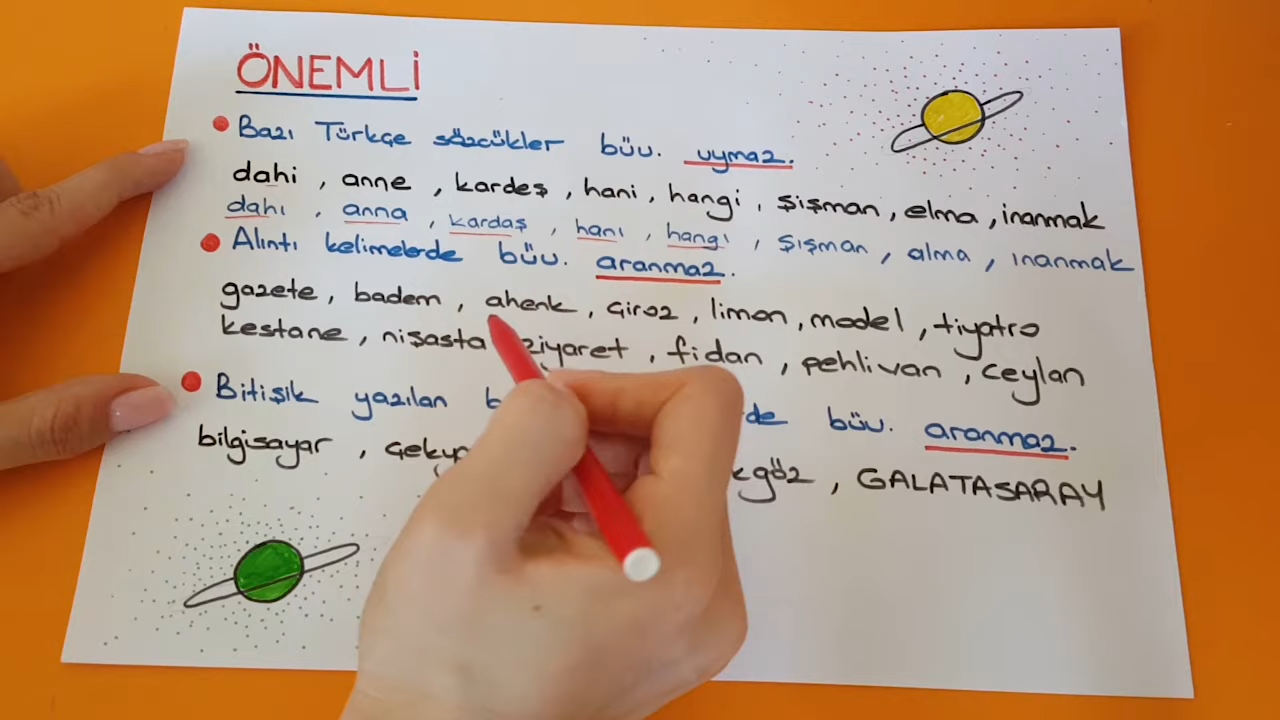 ÖNEMLİ
Bazı Türkçe sözcükler büü. uymaz.
dahi, anne, kardeş, hani, hangi, şişman, elma, inanmak
dahı, anna, kardaş, hanı, hangı, şışman, alma, ınanmak
Alıntı kelimelerde büü. aranmaz.
gazete, badem, ahenk, çiroz, limon, model, tiyatro
kestane, nişasta ziyaret, fidan, pehlivan, ceylan
Bitişik yazılan de büü. aranmaz.
bilgisayar, göz, GALATASARAY